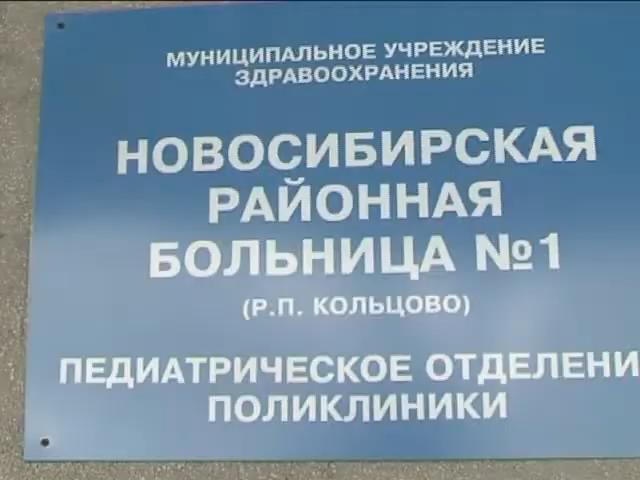 МУНИЦИПАЛЬНОЕ УЧРЕЖДЕНИЕ
ЗДРАВООХРАНЕНИЯ
НОВОСИБИРСКАЯ
РАЙОННАЯ
БОЛЬНИЦА №1
(Р.П. КОЛЬЦОВО)
ПЕДИАТРИЧЕСКОЕ ОТДЕЛЕНИ
ПОЛИКЛИНИКИ